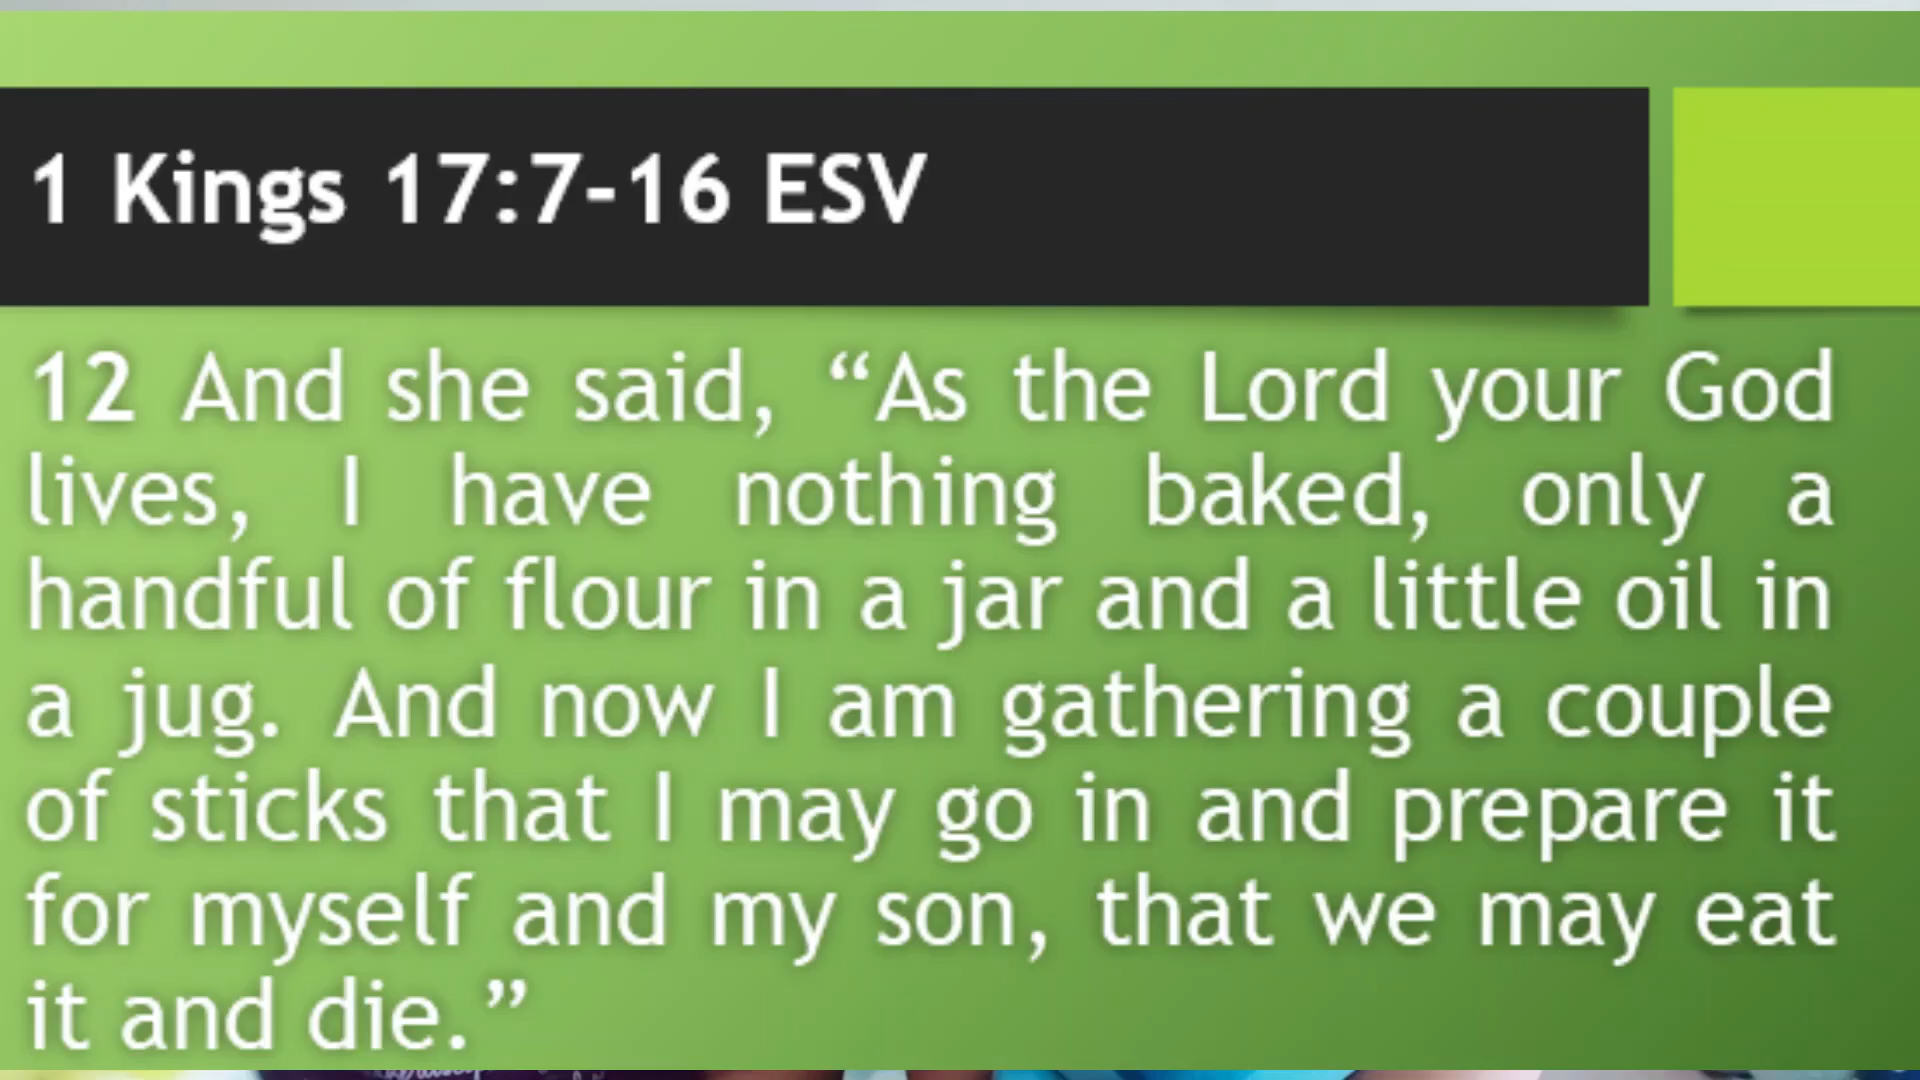 1 Kings 17:7-16 ESV
12 And she said, “As the Lord your God
lives, I have nothing baked, only a
handful of flour in a jar and a little oil in
a jug. And now I am gathering a couple
of sticks that I may go in and prepare it
for myself and my son, that we may eat
it and die.”